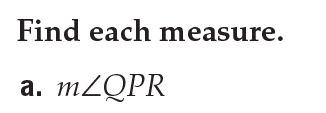 Find each measure.
a. m∠QPR